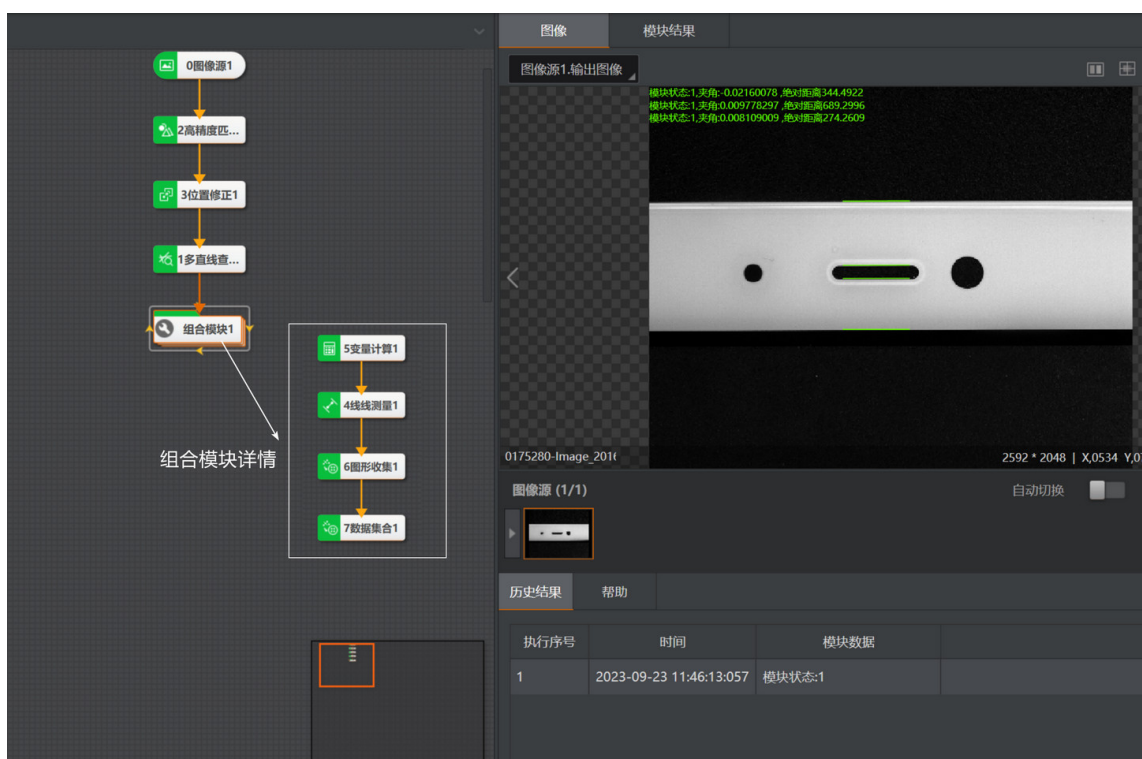 图像
模块结果
图像源1.输出图像
0图像源1
2高精度匹...
3位置修正1
1多直线查...
组合模块1
组合模块详情
5变量计算1
4线线测量1
6图形收集1
7数据集合1
模块状态:1,夹角:-0.02160078 ,绝对距离344.4922
模块状态:1,夹角:0.009778297 ,绝对距离689.2996
模块状态:1,夹角:0.008109009 ,绝对距离274.2609
0175280-Image_2016
2592 * 2048 | X,0534 Y,0
图像源 (1/1)
自动切换
历史结果
帮助
执行序号 时间 模块数据
1 2023-09-23 11:46:13:057 模块状态:1